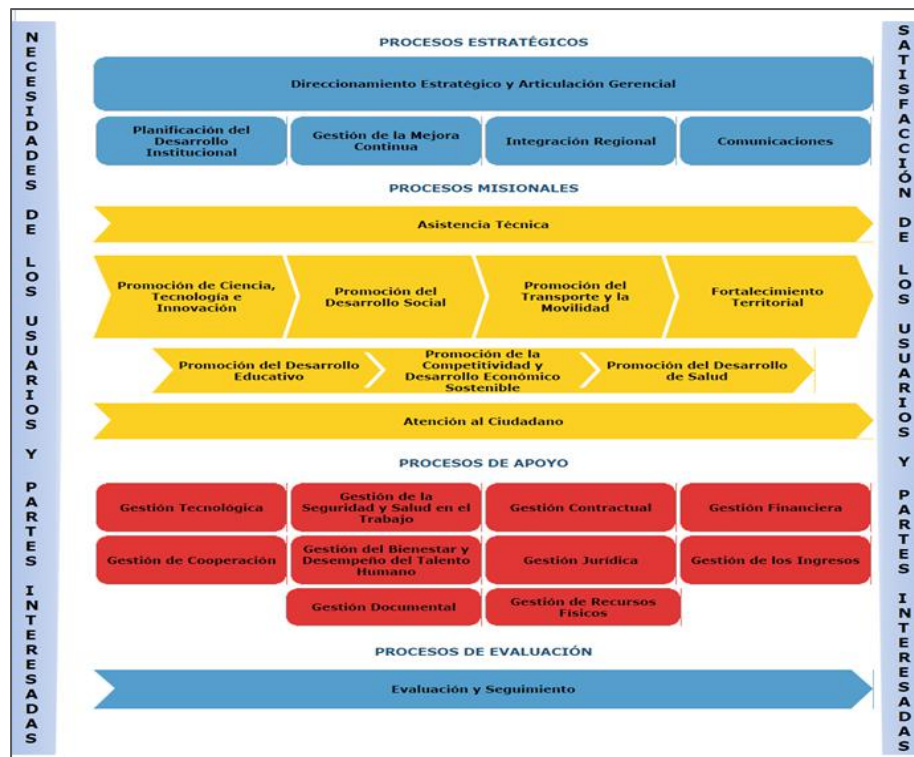 NECESIDADES DE LOS USUARIOS Y PARTES INTERESADAS
PROCESOS ESTRATÉGICOS
Direccionamiento Estratégico y Articulación Gerencial
Planificación del
Desarrollo
Institucional
Gestión de la Mejora
Continua
Integración Regional
Comunicaciones
PROCESOS MISIONALES
Asistencia Técnica
Promoción de Ciencia,
Tecnología e
Innovación
Promoción del
Desarrollo Social
Promoción del
Transporte y la
Movilidad
Fortalecimiento
Territorial
Promoción del Desarrollo
Educativo
Promoción de la
Competitividad y
Desarrollo Económico
Sostenible
Promoción del Desarrollo
de Salud
Atención al Ciudadano
PROCESOS DE APOYO
Gestión Tecnológica
Gestión de la
Seguridad y Salud en el
Trabajo
Gestión Contractual
Gestión Financiera
Gestión de Cooperación
Gestión del Bienestar y
Desempeño del Talento
Humano
Gestión Jurídica
Gestión de los Ingresos
Gestión Documental
Gestión de Recursos
Físicos
PROCESOS DE EVALUACIÓN
Evaluación y Seguimiento
SATISFACCIÓN DE LOS USUARIOS Y PARTES INTERESADAS